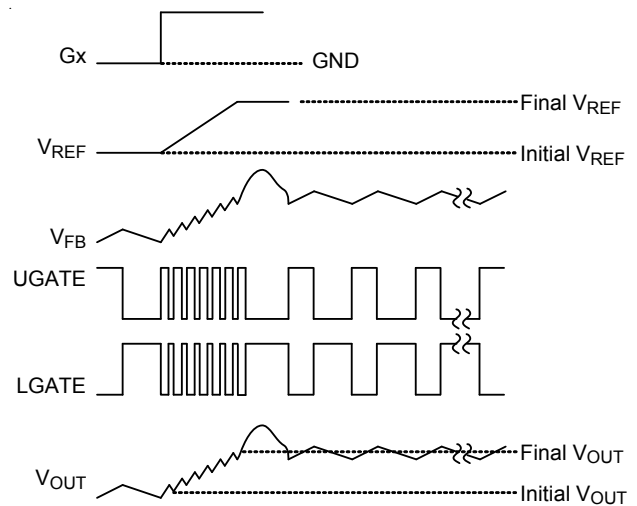 Gx
GND
Final VREF
VREF
Initial VREF
VFB
UGATE
LGATE
Final VOUT
VOUT
Initial VOUT